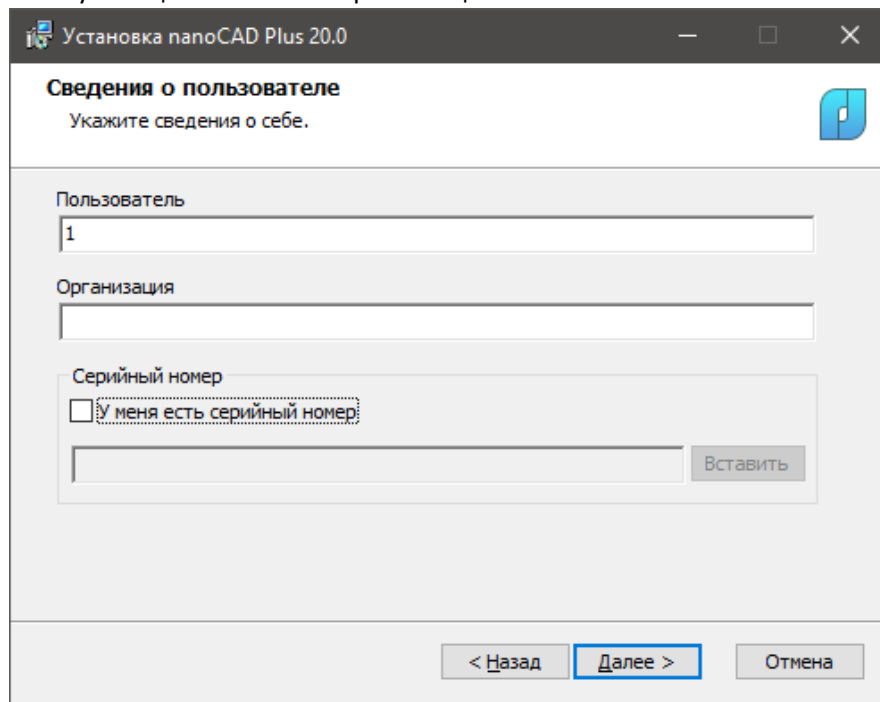 Установка nanoCAD Plus 20.0
Сведения о пользователе
Укажите сведения о себе.
Пользователь
1
Организация
Серийный номер
У меня есть серийный номер
Вставить
< Назад Далее > Отмена